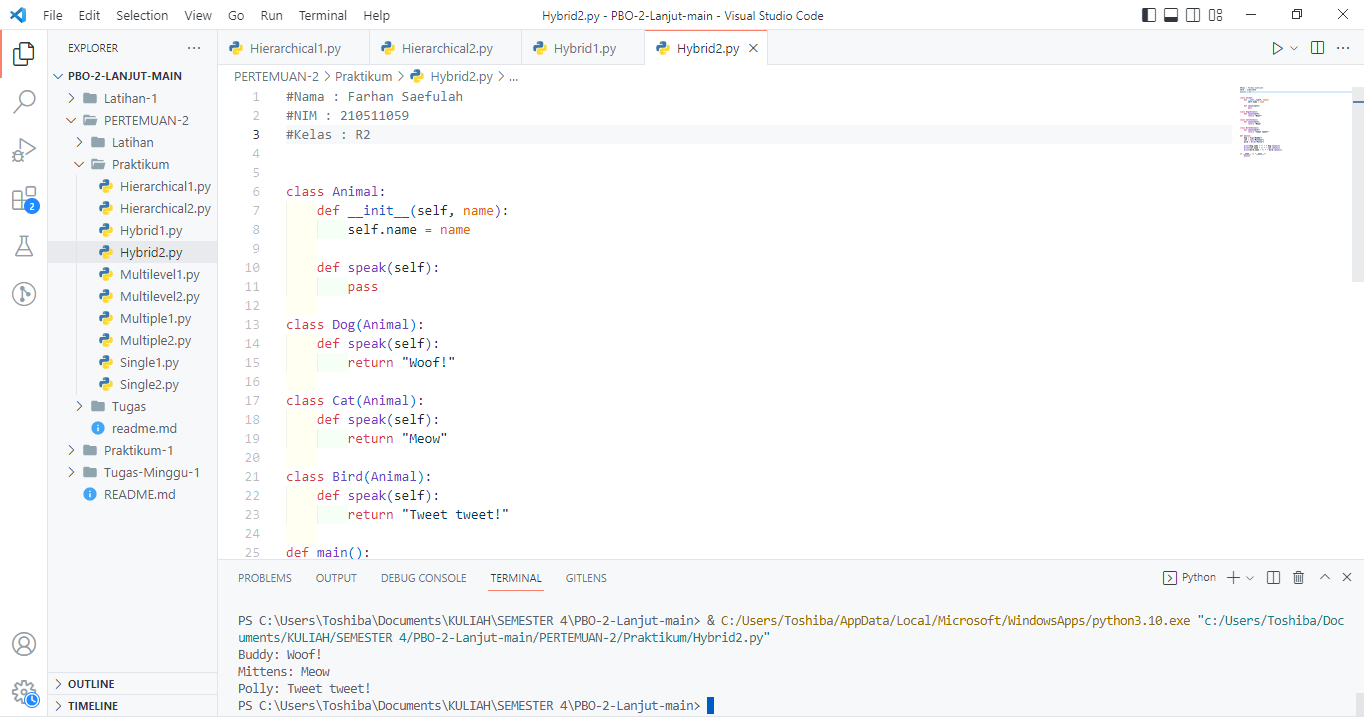 File Edit Selection View Go Run Terminal Help Hybrid2.py - PBO-2-Lanjut-main - Visual Studio Code
EXPLORER
PBO-2-LANJUT-MAIN
Latihan-1
PERTEMUAN-2
Latihan
Praktikum
Hierarchical1.py
Hierarchical2.py
Hybrid1.py
Hybrid2.py
Multilevel1.py
Multilevel2.py
Multiple1.py
Multiple2.py
Single1.py
Single2.py
Tugas
readme.md
Praktikum-1
Tugas-Minggu-1
README.md
OUTLINE
TIMELINE
2
Hierarchical1.py Hierarchical2.py Hybrid1.py Hybrid2.py
PERTEMUAN-2 > Praktikum > Hybrid2.py > ...
1 #Nama : Farhan Saefulah
2 #NIM : 210511059
3 #Kelas : R2
4
5
6 class Animal:
7     def __init__(self, name):
8         self.name = name
9
10     def speak(self):
11         pass
12
13 class Dog(Animal):
14     def speak(self):
15         return "Woof!"
16
17 class Cat(Animal):
18     def speak(self):
19         return "Meow"
20
21 class Bird(Animal):
22     def speak(self):
23         return "Tweet tweet!"
24
25 def main():
PROBLEMS OUTPUT DEBUG CONSOLE TERMINAL GITLENS Python
PS C:\Users\Toshiba\Documents\KULIAH\SEMESTER 4\PBO-2-Lanjut-main> & C:/Users/Toshiba/AppData/Local/Microsoft/WindowsApps/python3.10.exe "c:/Users/Toshiba/Doc
uments/KULIAH/SEMESTER 4/PBO-2-Lanjut-main/PERTEMUAN-2/Praktikum/Hybrid2.py"
Buddy: Woof!
Mittens: Meow
Polly: Tweet tweet!
PS C:\Users\Toshiba\Documents\KULIAH\SEMESTER 4\PBO-2-Lanjut-main>